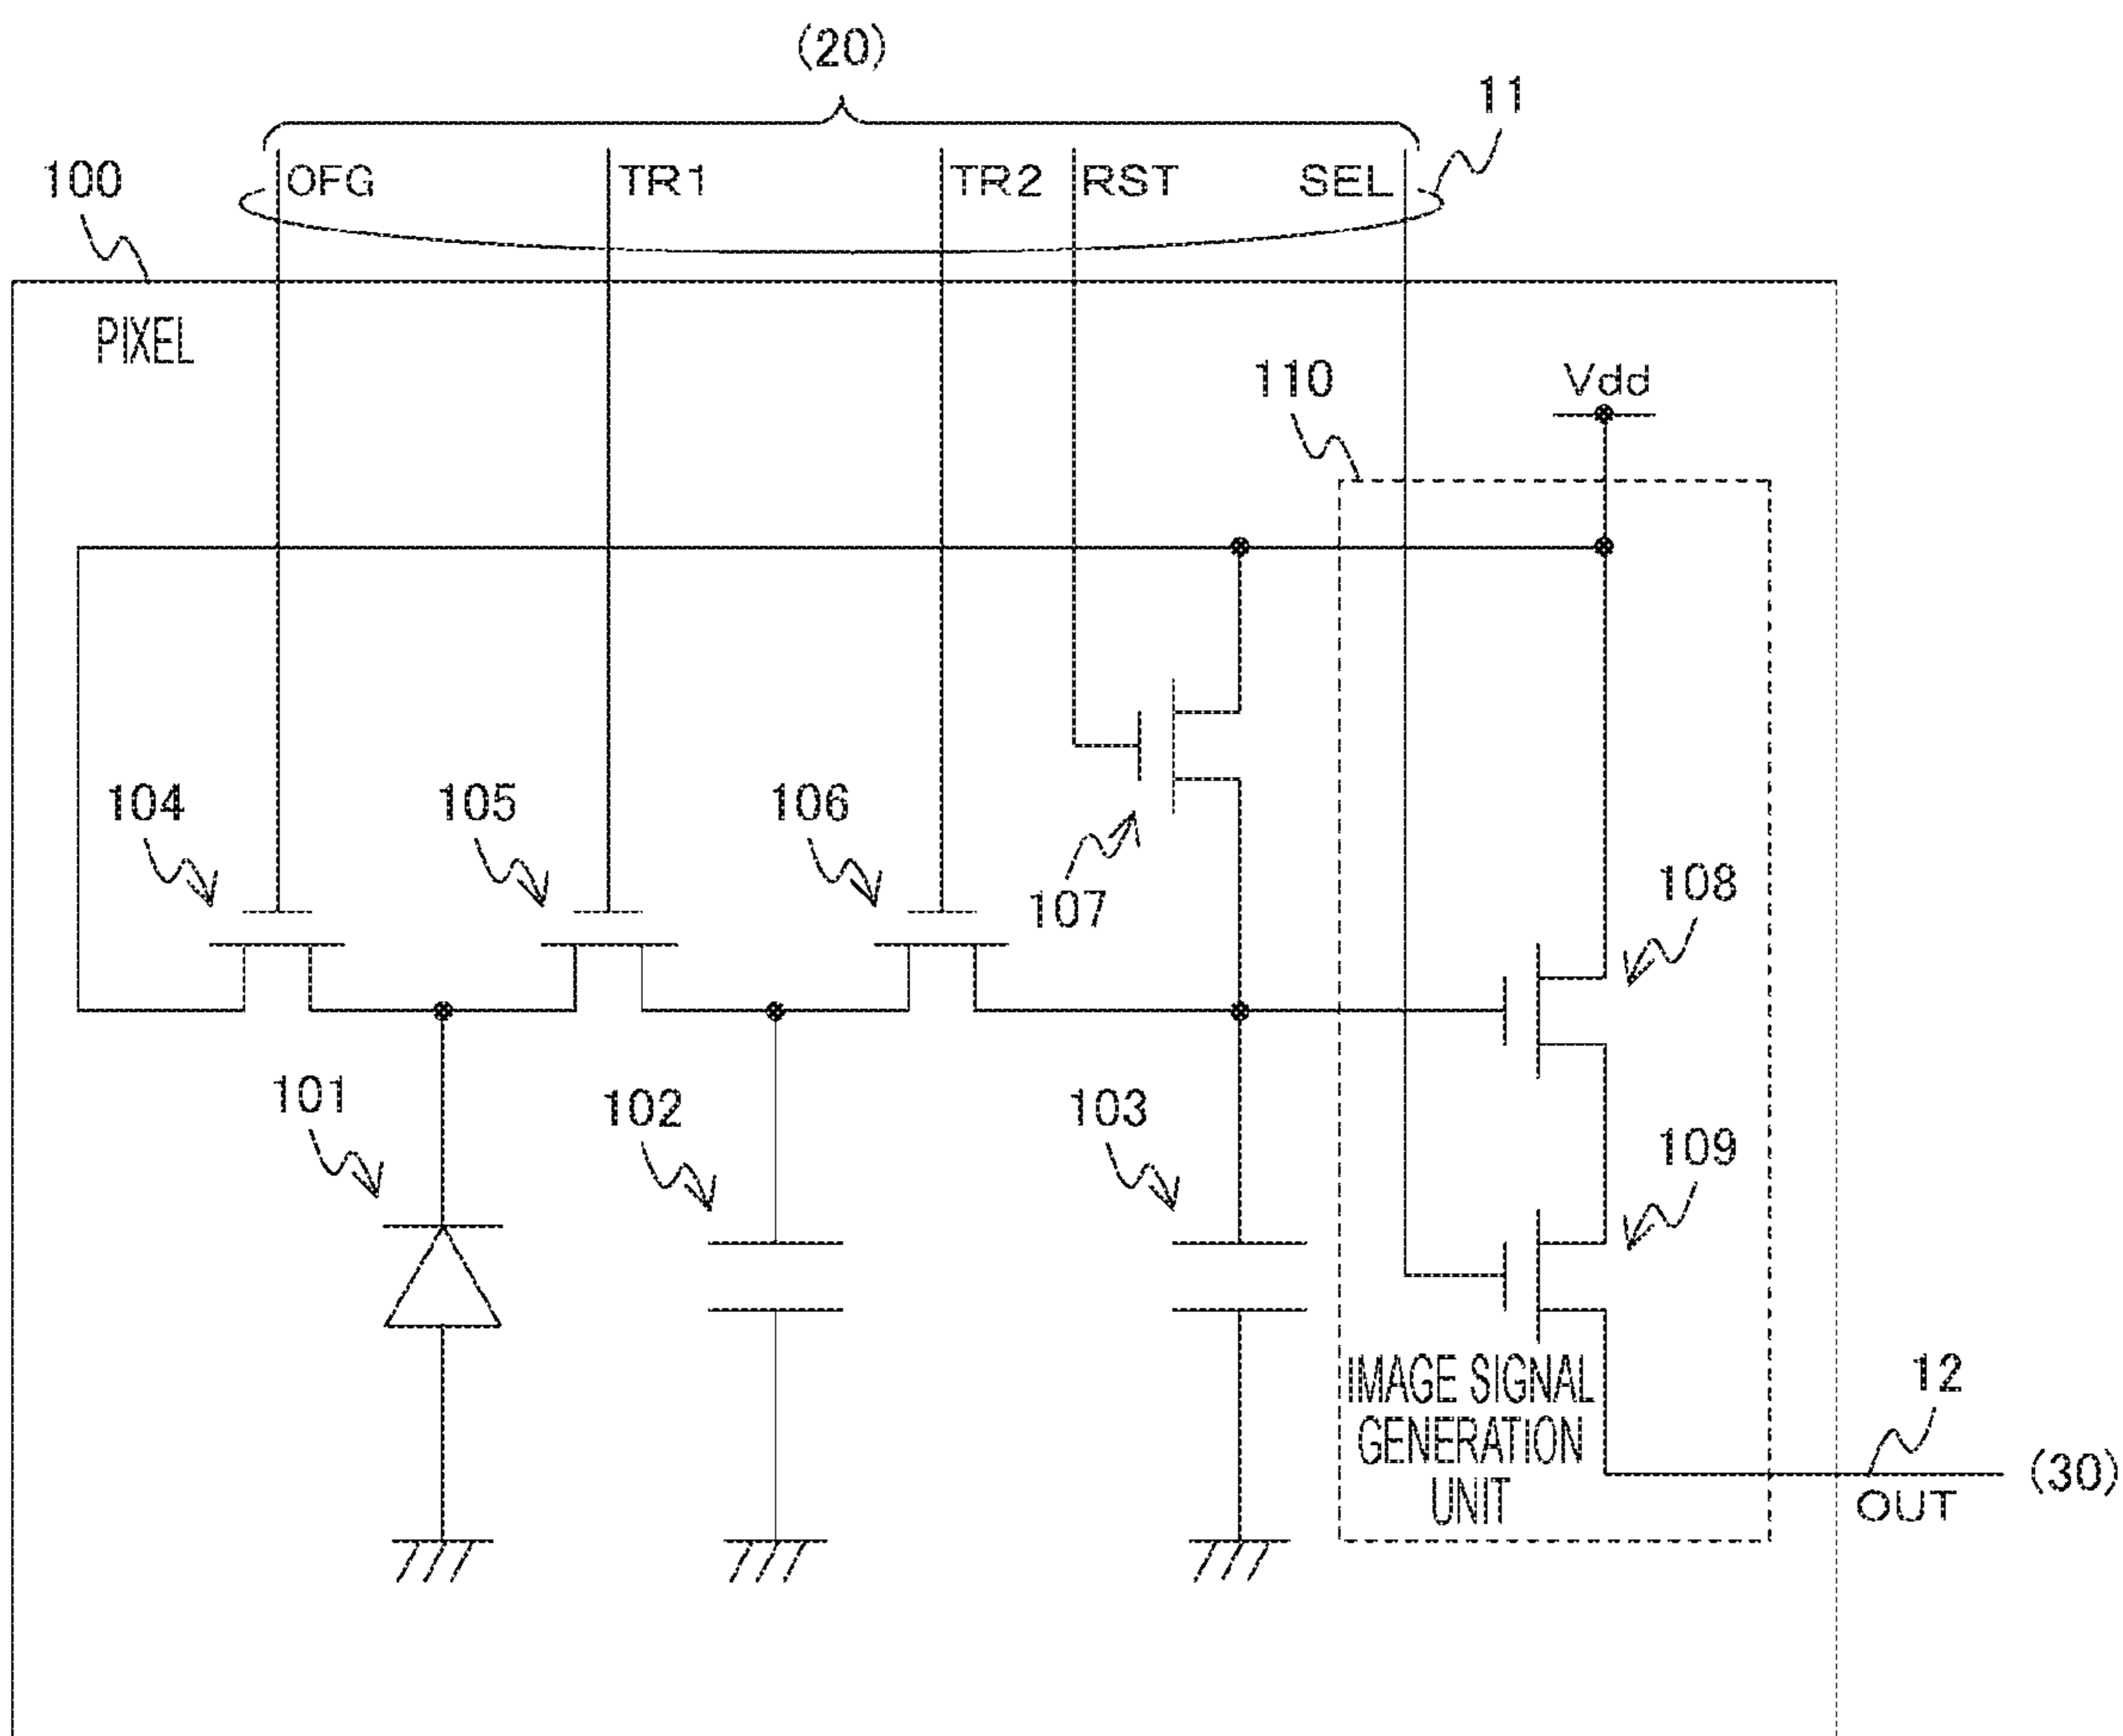 (20)
11
100
OFG
TR1
TR2
RST
SEL
PIXEL
110
Vdd
104
105
106
107
108
101
102
103
109
IMAGE SIGNAL
GENERATION
UNIT
12
(30)
OUT